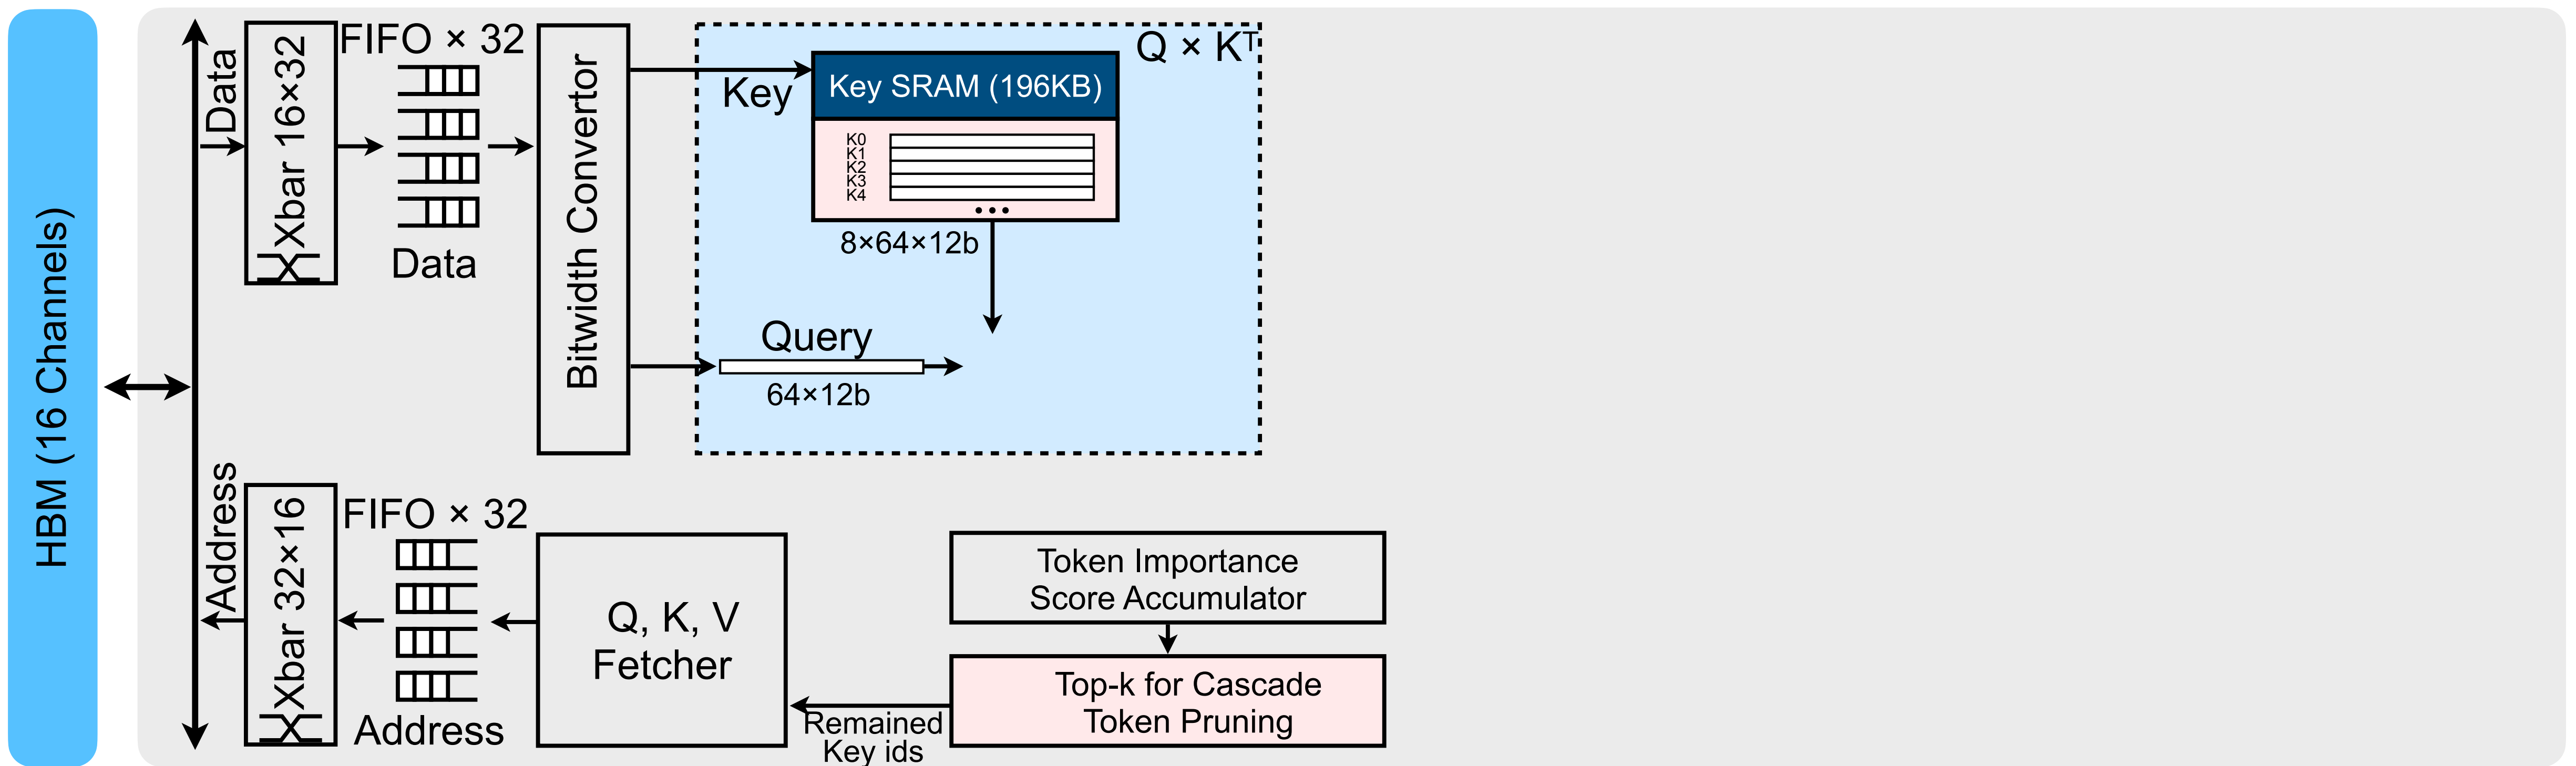 HBM (16 Channels)
Data
Xbar 16×32
FIFO × 32
Data
Bitwidth Convertor
Key
Q × Kᵀ
Key SRAM (196KB)
K0
K1
K2
K3
K4
•••
8×64×12b
Query
64×12b
Address
Xbar 32×16
FIFO × 32
Address
Q, K, V
Fetcher
Token Importance
Score Accumulator
Top-k for Cascade
Token Pruning
Remained
Key ids